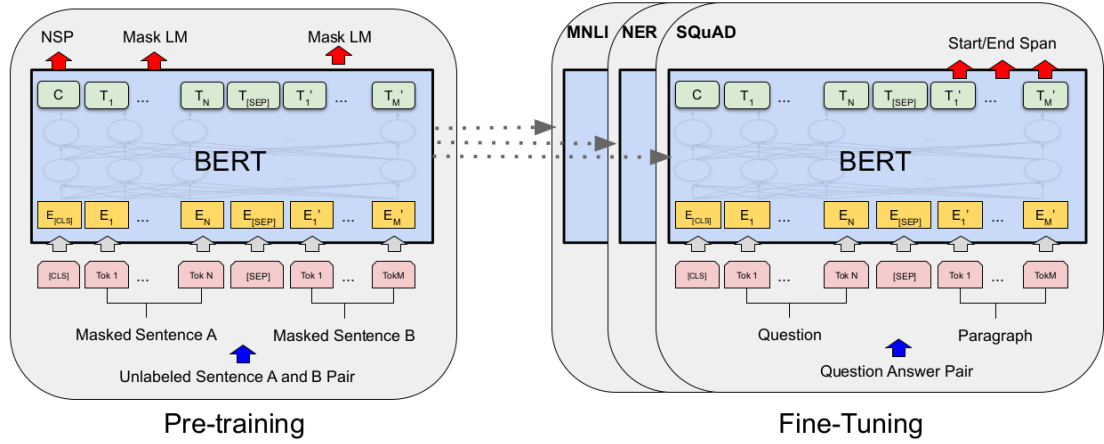 NSP Mask LM Mask LM
C T1 ... TN T[SEP] T1' ... TM'
...
BERT
...
E[CLS] E1 ... EN E[SEP] E1' ... EM'
[CLS] Tok 1 ... Tok N [SEP] Tok 1 ... TokM
Masked Sentence A Masked Sentence B
Unlabeled Sentence A and B Pair
Pre-training
MNLI NER SQuAD
Start/End Span
C T1 ... TN T[SEP] T1' ... TM'
...
BERT
...
E[CLS] E1 ... EN E[SEP] E1' ... EM'
[CLS] Tok 1 ... Tok N [SEP] Tok 1 ... TokM
Question Paragraph
Question Answer Pair
Fine-Tuning